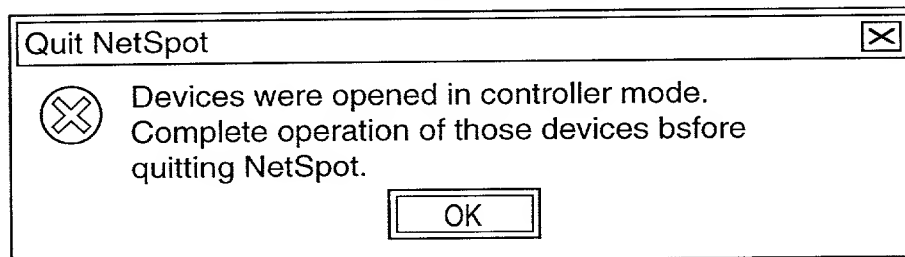 Quit NetSpot
Devices were opened in controller mode.
Complete operation of those devices bsfore
quitting NetSpot.
OK